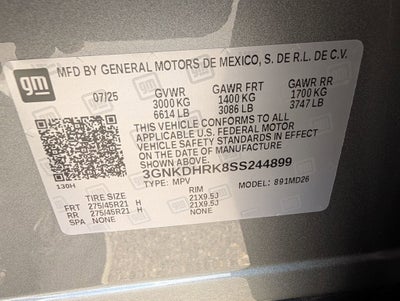 gm
MFD BY GENERAL MOTORS DE MEXICO, S. DE R.L. DE C.V.
07/25 GVWR GAWR FRT GAWR RR
3000 KG 1400 KG 1700 KG
6614 LB 3086 LB 3747 LB
THIS VEHICLE CONFORMS TO ALL
APPLICABLE U.S. FEDERAL MOTOR
VEHICLE SAFETY STANDARDS IN EFFECT
ON THE DATE OF MANUFACTURE
SHOWN ABOVE.
3GNKDHRK8SS244899
130H TYPE: MPV MODEL: 891MD26
TIRE SIZE RIM
FRT 275/45R21 H 21X9.5J
RR 275/45R21 H 21X9.5J
SPA NONE NONE